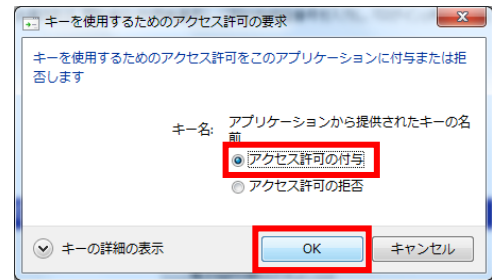 キーを使用するためのアクセス許可の要求
キーを使用するためのアクセス許可をこのアプリケーションに付与または拒
否します
キー名: アプリケーションから提供されたキーの名
前
アクセス許可の付与
アクセス許可の拒否
キーの詳細の表示 OK キャンセル